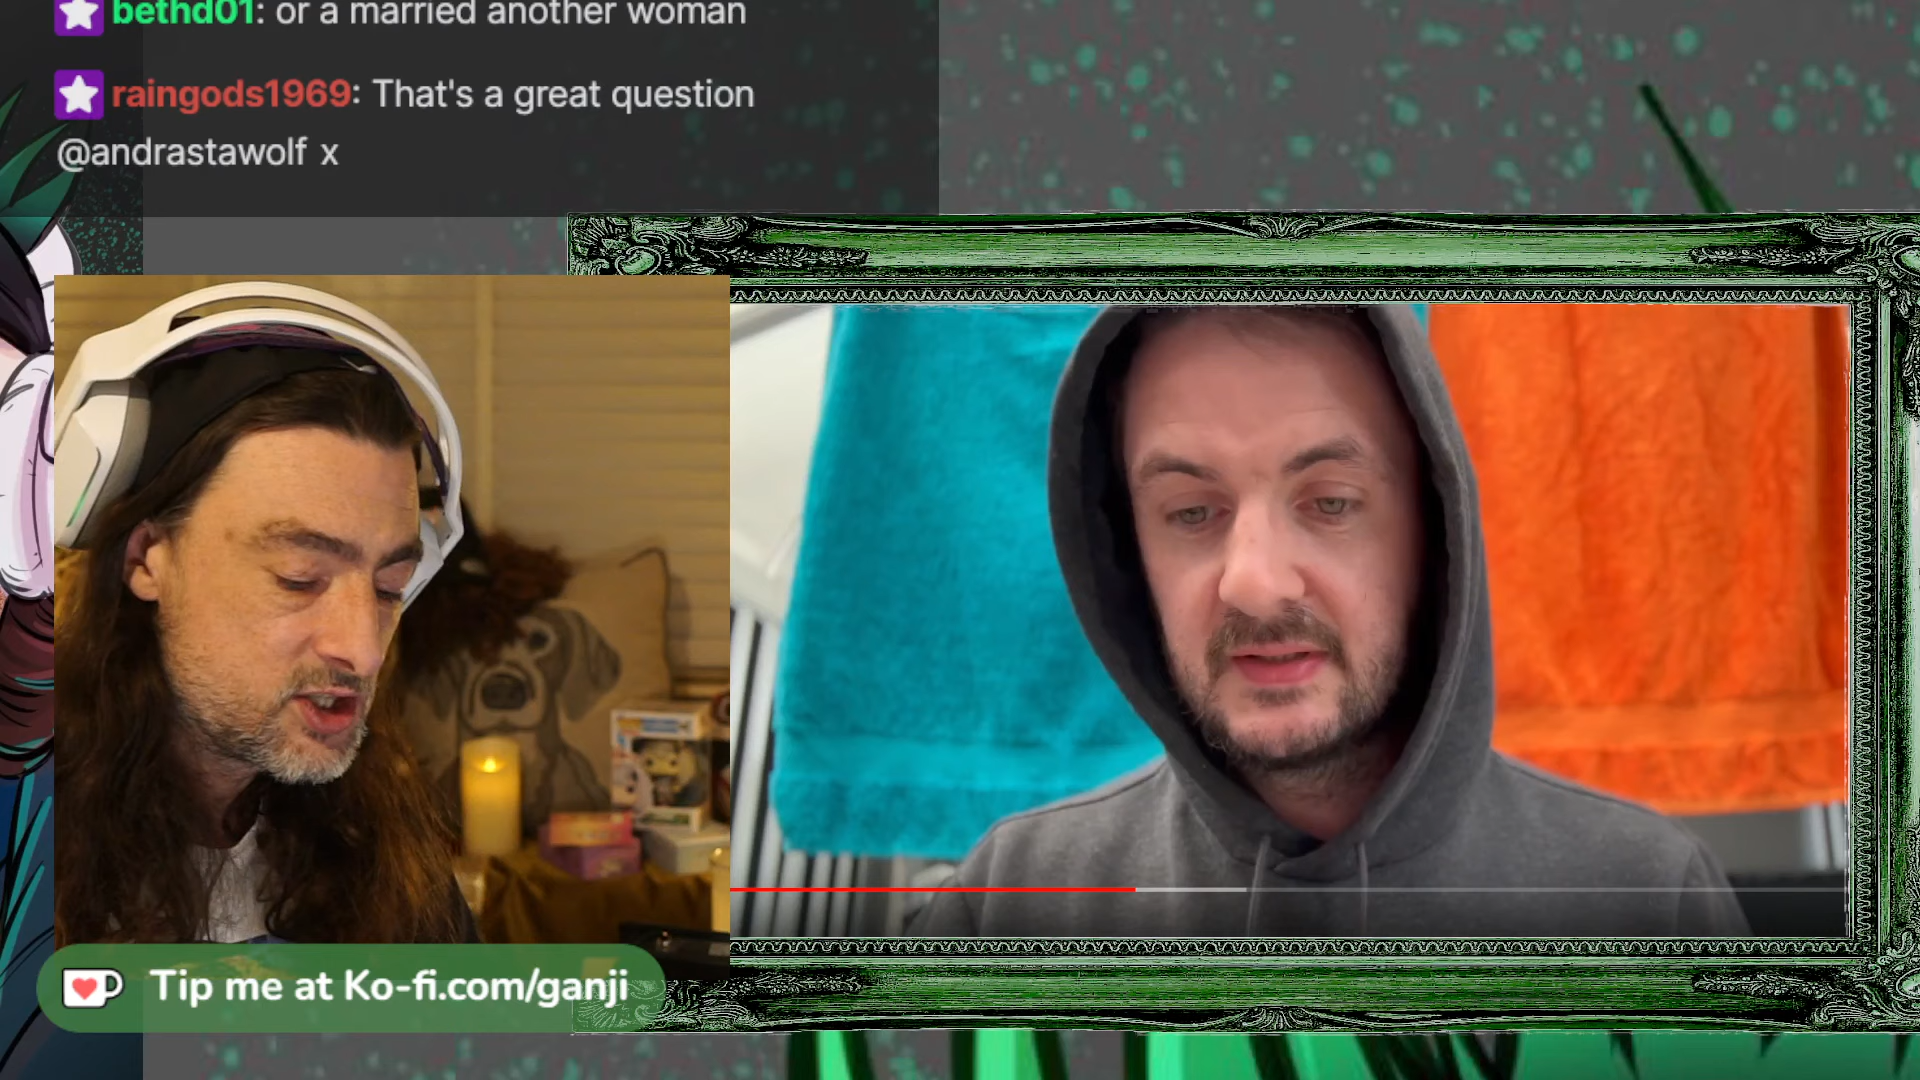 bethd01: or a married another woman
raingods1969: That's a great question
@andrastawolf x
Tip me at Ko-fi.com/ganji